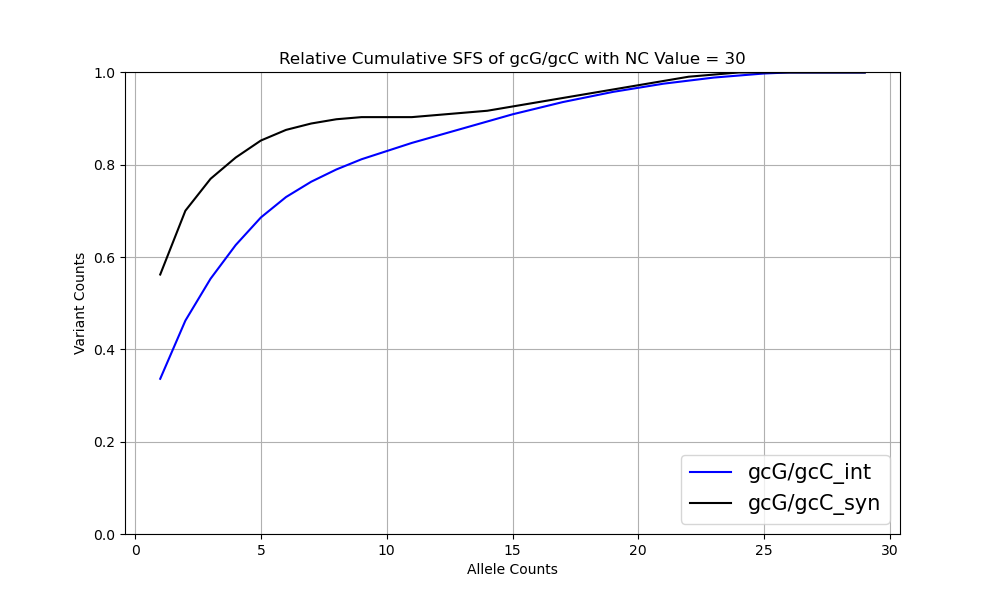 Relative Cumulative SFS of gcG/gcC with NC Value = 30
1.0
0.8
0.6
0.4
0.2
0.0
Variant Counts
gcG/gcC_int
gcG/gcC_syn
0 5 10 15 20 25 30
Allele Counts